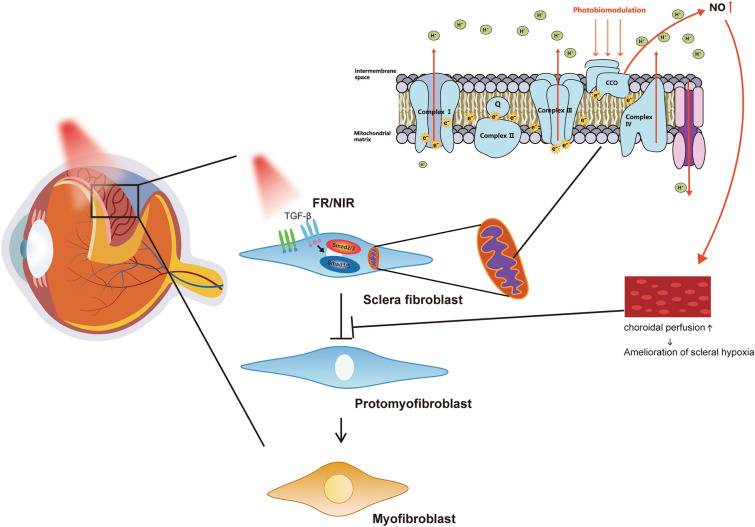 Photobiomodulation
NO ↑
H⁺ H⁺ H⁺ H⁺ H⁺ H⁺ H⁺ H⁺ H⁺ H⁺
Intermembrane
space
CCO
Complex I
Q
Complex III
Complex II
Complex
IV
e⁻ e⁻ e⁻ e⁻ e⁻ e⁻ e⁻ e⁻ e⁻
Mitochondrial
matrix
H⁺
H⁺
FR/NIR
TGF-β
Smad2/3
Sclera fibroblast
choroidal perfusion ↑
↓
Amelioration of scleral hypoxia
Protomyofibroblast
Myofibroblast